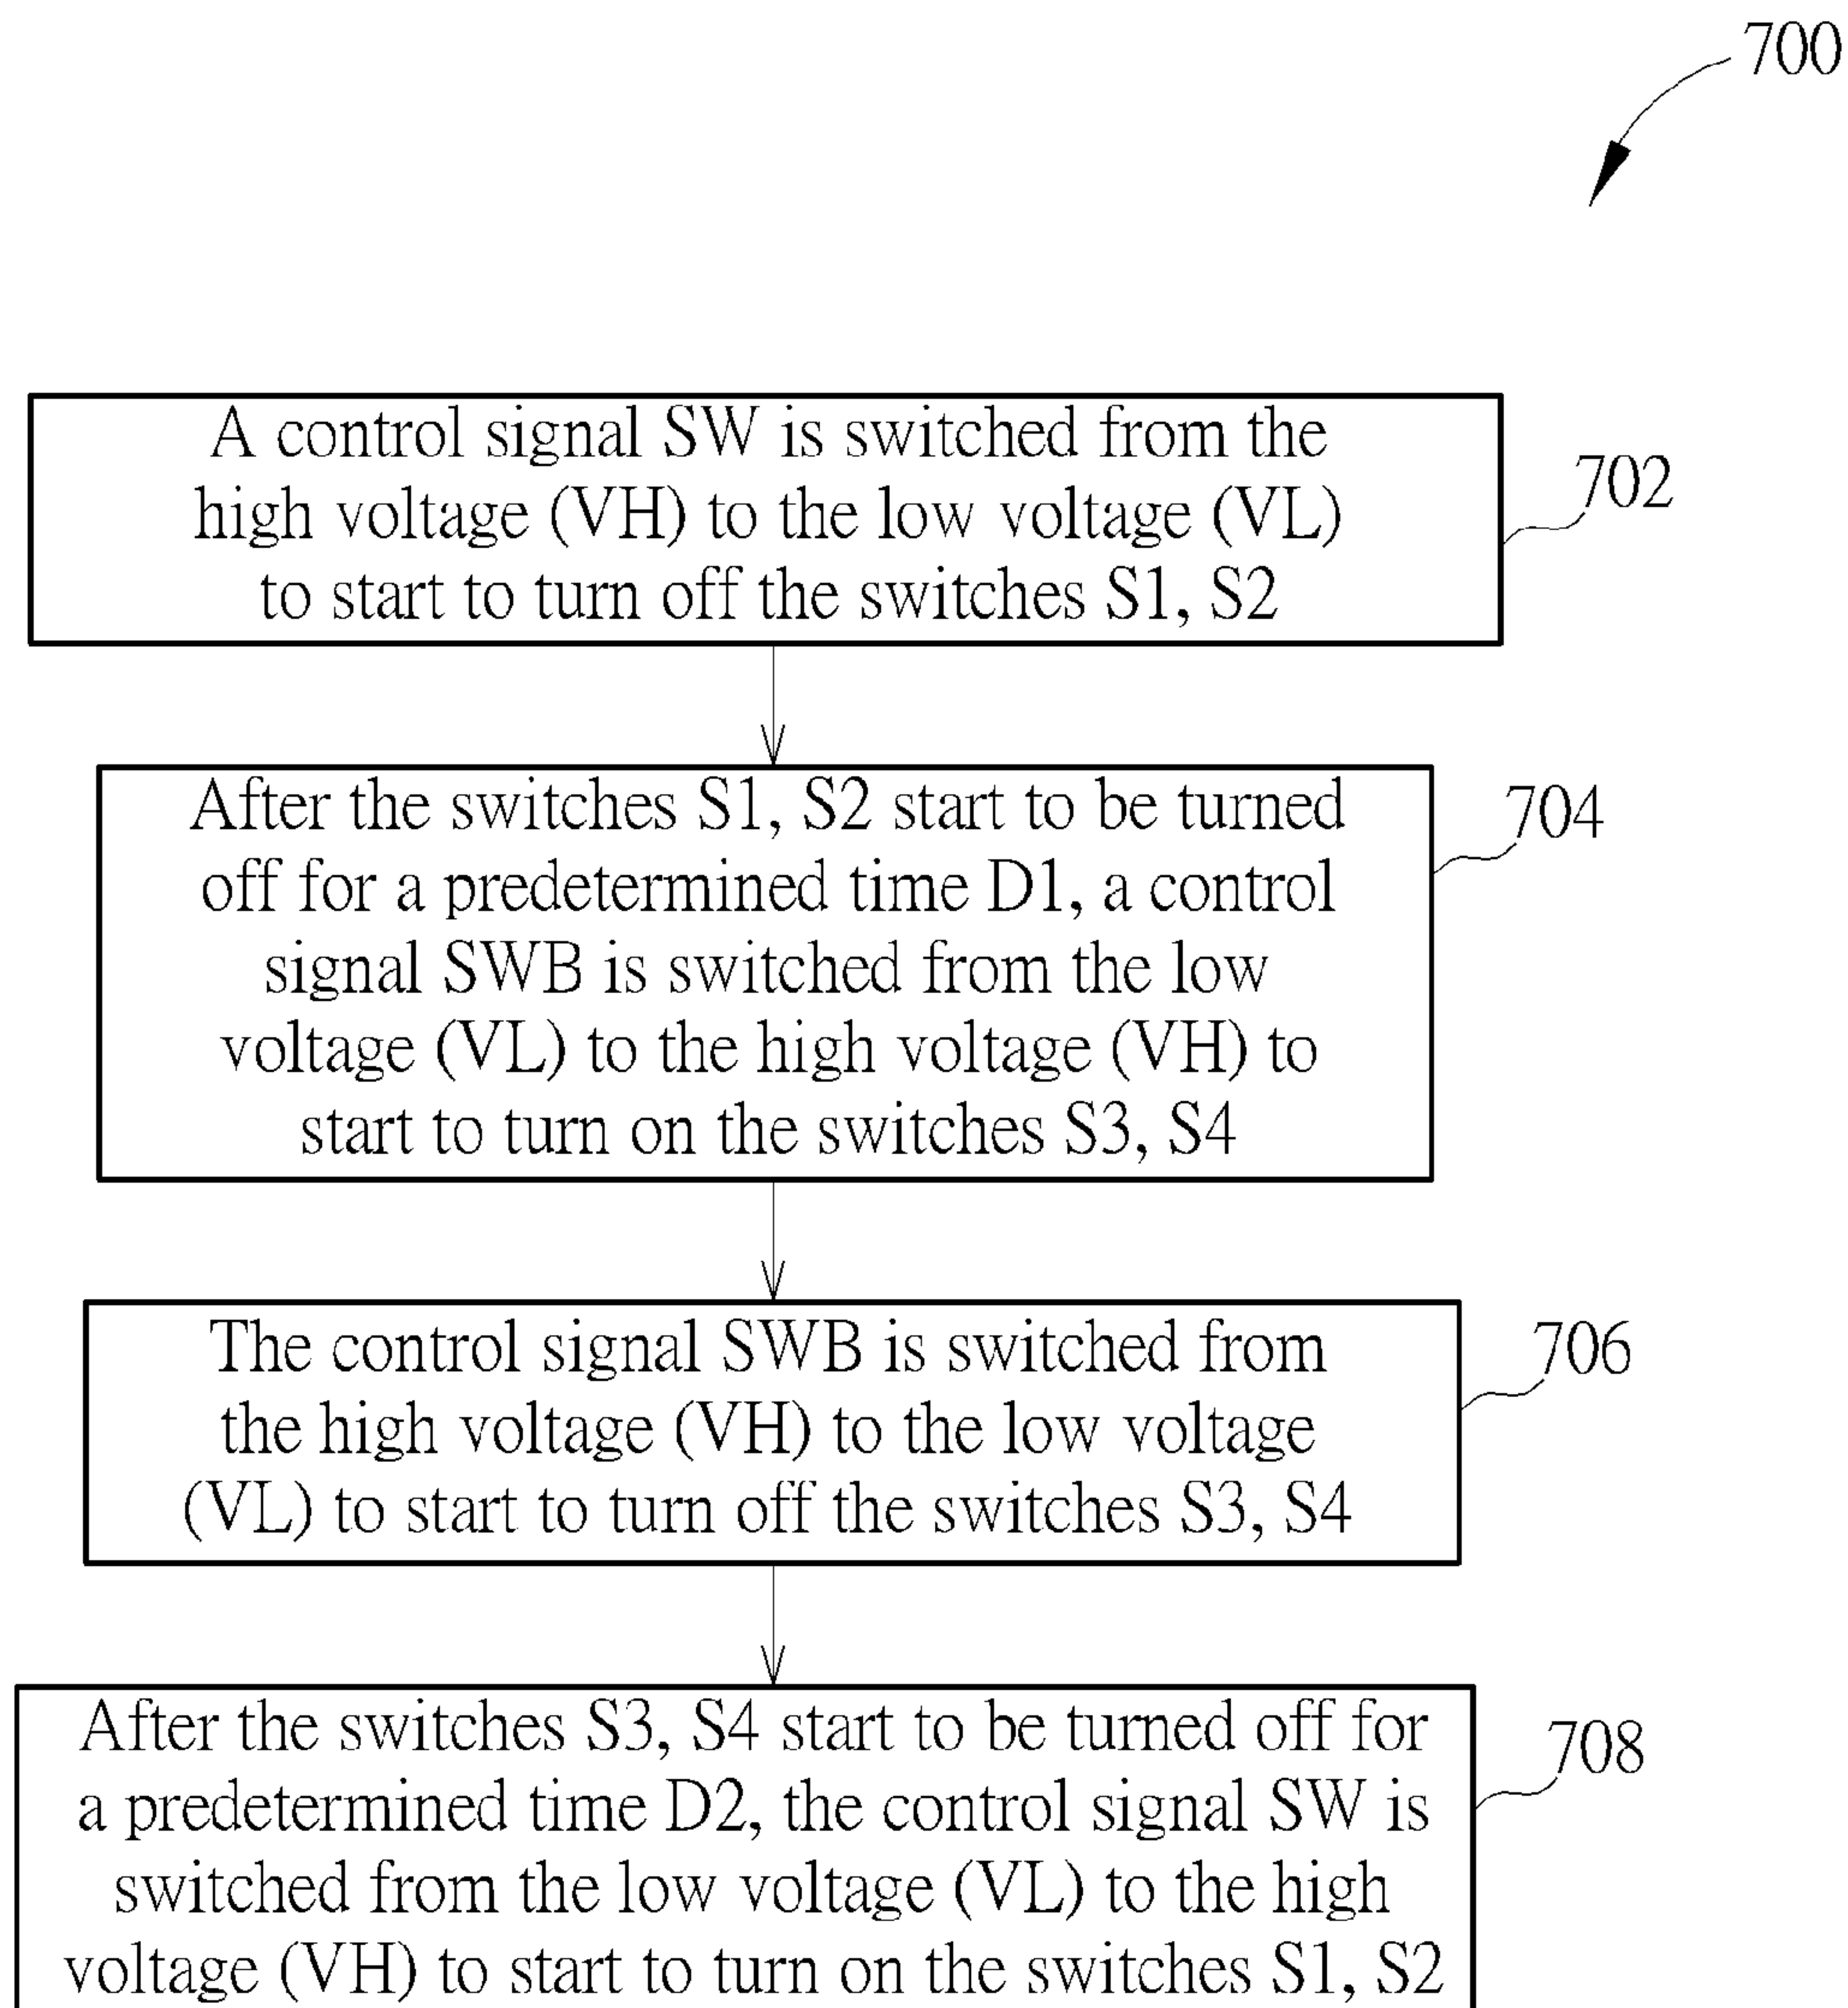 700
A control signal SW is switched from the
high voltage (VH) to the low voltage (VL)
to start to turn off the switches S1, S2
702
After the switches S1, S2 start to be turned
off for a predetermined time D1, a control
signal SWB is switched from the low
voltage (VL) to the high voltage (VH) to
start to turn on the switches S3, S4
704
The control signal SWB is switched from
the high voltage (VH) to the low voltage
(VL) to start to turn off the switches S3, S4
706
After the switches S3, S4 start to be turned off for
a predetermined time D2, the control signal SW is
switched from the low voltage (VL) to the high
voltage (VH) to start to turn on the switches S1, S2
708